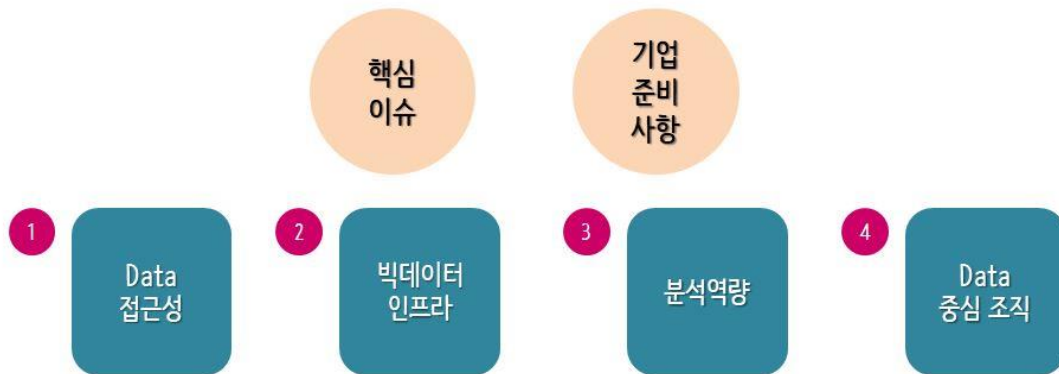 핵심
이슈
기업
준비
사항
1
Data
접근성
2
빅데이터
인프라
3
분석역량
4
Data
중심 조직